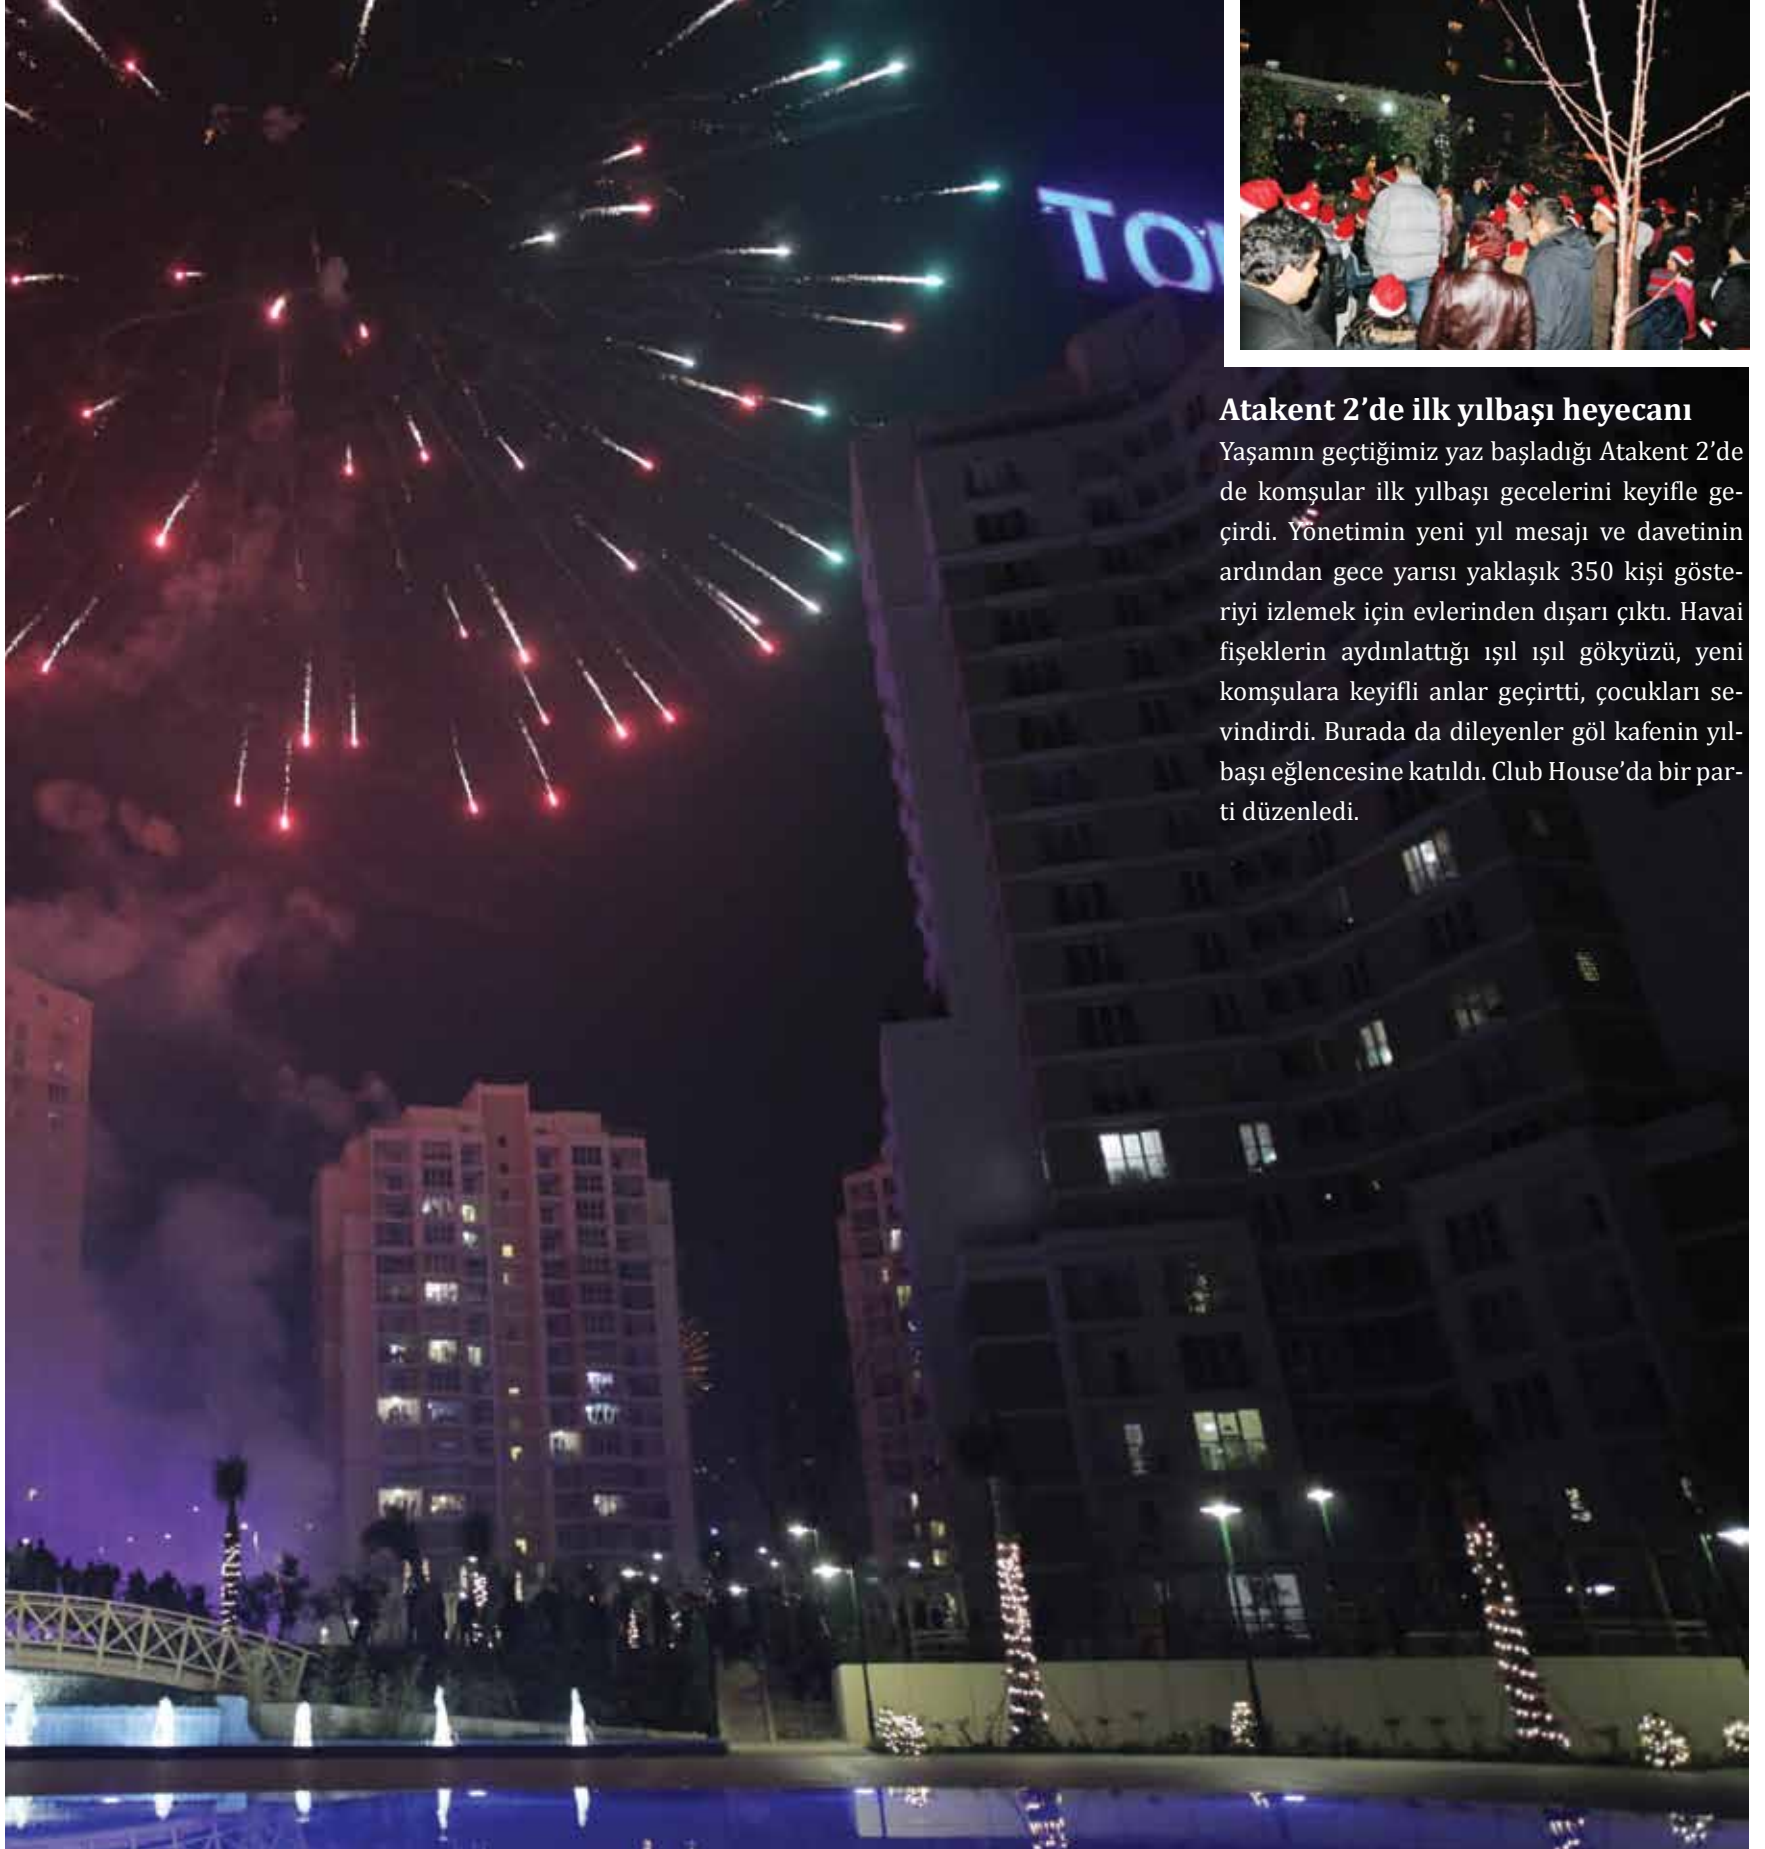 Atakent 2’de ilk yılbaşı heyecanı
Yaşamın geçtiğimiz yaz başladığı Atakent 2’de
de komşular ilk yılbaşı gecelerini keyifle ge-
çirdi. Yönetimin yeni yıl mesajı ve davetinin
ardından gece yarısı yaklaşık 350 kişi göste-
riyi izlemek için evlerinden dışarı çıktı. Havai
fişeklerin aydınlattığı ışıl ışıl gökyüzü, yeni
komşulara keyifli anlar geçirtti, çocukları se-
vindirdi. Burada da dileyenler göl kafenin yıl-
başı eğlencesine katıldı. Club House’da bir par-
ti düzenledi.